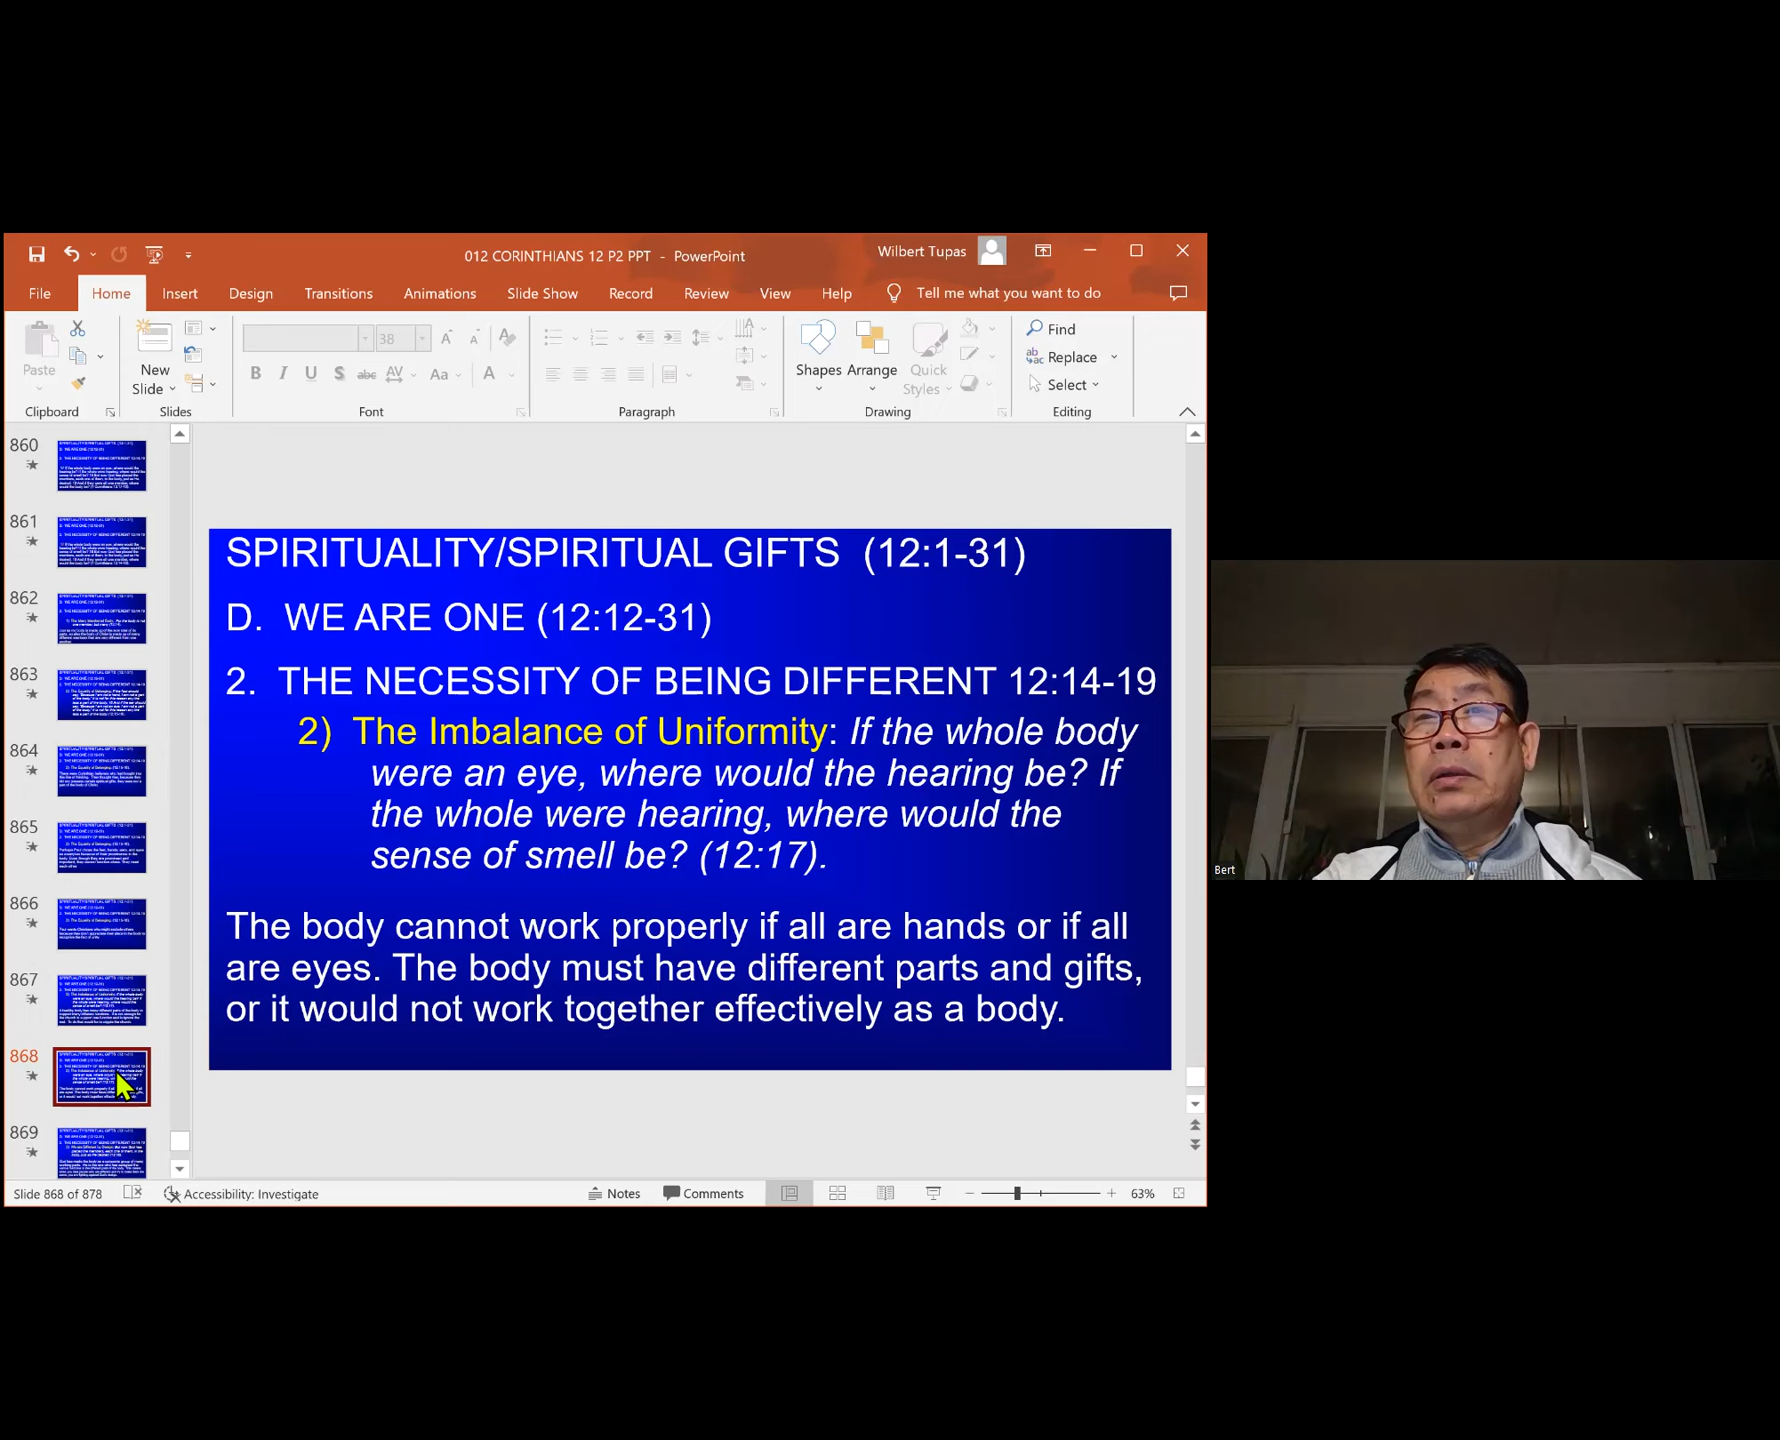 012 CORINTHIANS 12 P2 PPT - PowerPoint
Wilbert Tupas
File Home Insert Design Transitions Animations Slide Show Record Review View Help Tell me what you want to do
Paste
Clipboard
New
Slide
Slides
38
B I U S abc AV Aa A
Font
Paragraph
Shapes
Arrange
Quick
Styles
Drawing
Find
Replace
Select
Editing
860
861
862
863
864
865
866
867
868
869
SPIRITUALITY/SPIRITUAL GIFTS (12:1-31)
D. WE ARE ONE (12:12-31)
2. THE NECESSITY OF BEING DIFFERENT 12:14-19
2) The Imbalance of Uniformity: If the whole body
were an eye, where would the hearing be? If
the whole were hearing, where would the
sense of smell be? (12:17).
The body cannot work properly if all are hands or if all
are eyes. The body must have different parts and gifts,
or it would not work together effectively as a body.
Bert
Slide 868 of 878 Accessibility: Investigate Notes Comments 63%